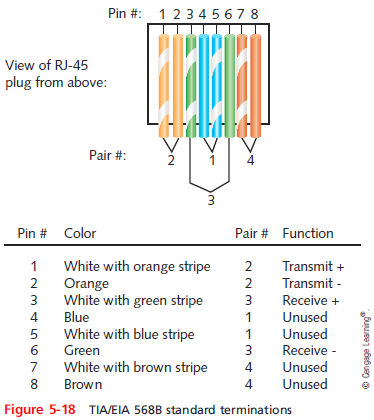 Pin #: 1 2 3 4 5 6 7 8
View of RJ-45
plug from above:
Pair #: 2 1 4
3
Pin # Color Pair # Function
1 White with orange stripe 2 Transmit +
2 Orange 2 Transmit -
3 White with green stripe 3 Receive +
4 Blue 1 Unused
5 White with blue stripe 1 Unused
6 Green 3 Receive -
7 White with brown stripe 4 Unused
8 Brown 4 Unused
© Cengage Learning®.
Figure 5-18 TIA/EIA 568B standard terminations